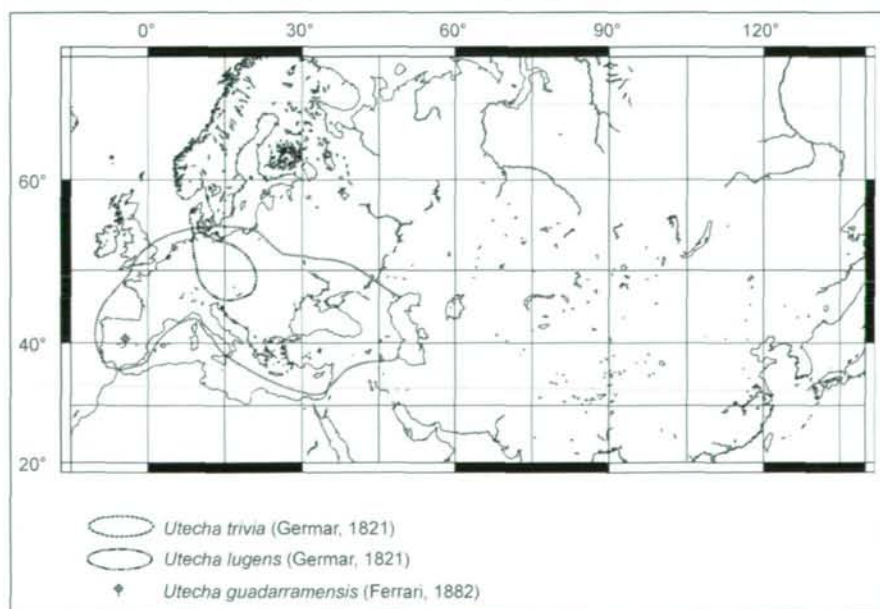 0° 30° 60° 90° 120°
60°
40°
20°
Utecha trivia (Germar, 1821)
Utecha lugens (Germar, 1821)
Utecha guadarramensis (Ferrari, 1882)